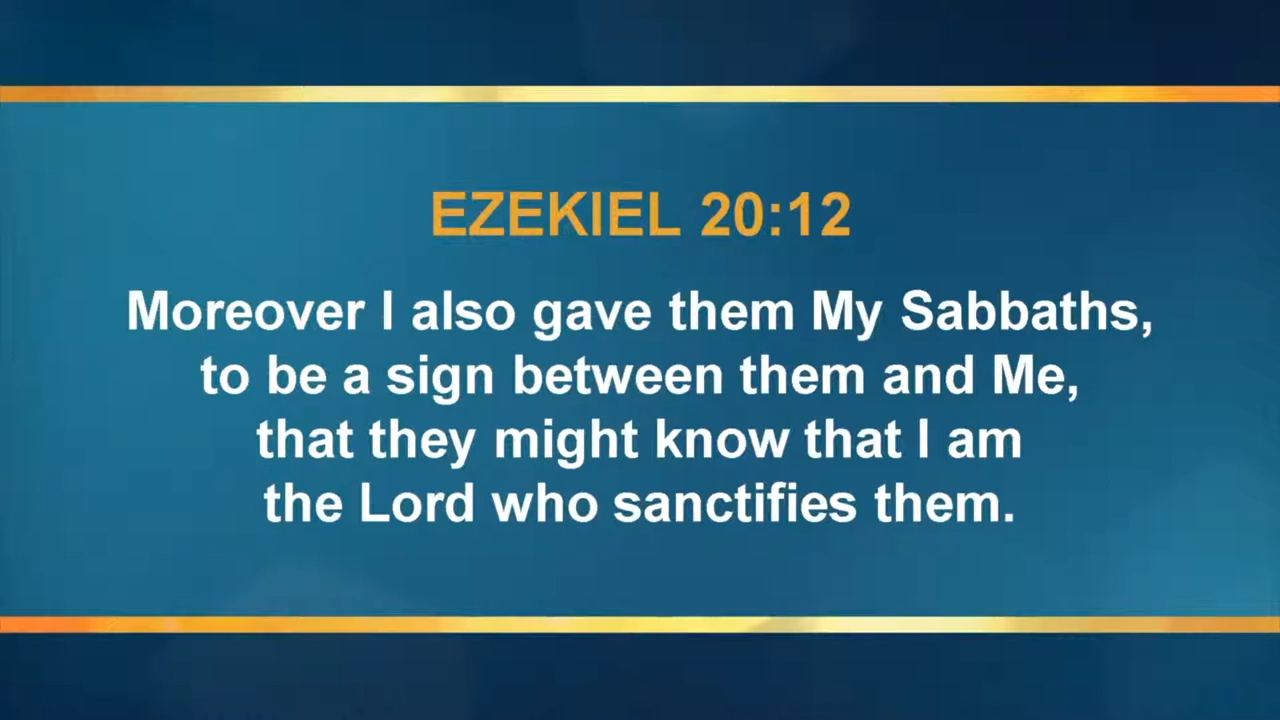 EZEKIEL 20:12
Moreover I also gave them My Sabbaths,
to be a sign between them and Me,
that they might know that I am
the Lord who sanctifies them.